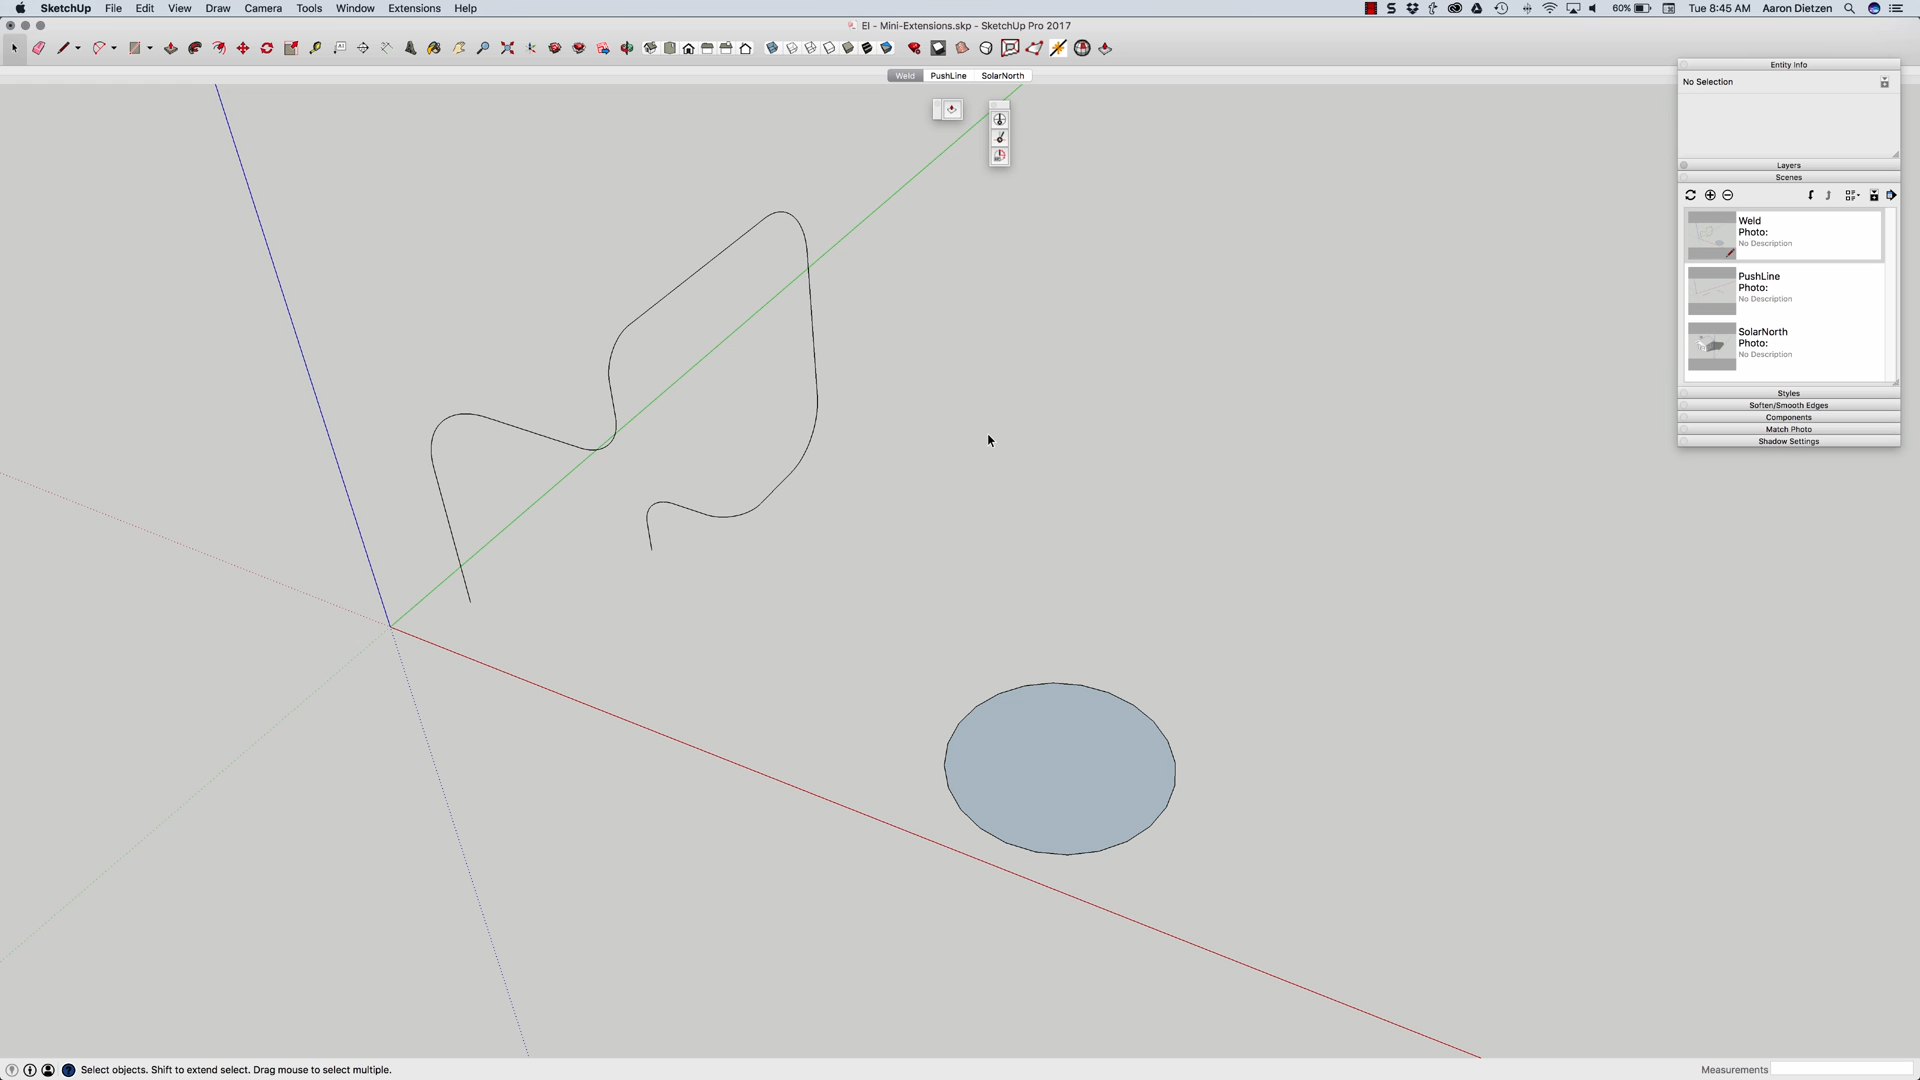 SketchUp File Edit View Draw Camera Tools Window Extensions Help
60% Tue 8:45 AM Aaron Dietzen
EI - Mini-Extensions.skp - SketchUp Pro 2017
Weld PushLine SolarNorth
Entity Info
No Selection
Layers
Scenes
Weld
Photo:
No Description
PushLine
Photo:
No Description
SolarNorth
Photo:
No Description
Styles
Soften/Smooth Edges
Components
Match Photo
Shadow Settings
Select objects. Shift to extend select. Drag mouse to select multiple.
Measurements